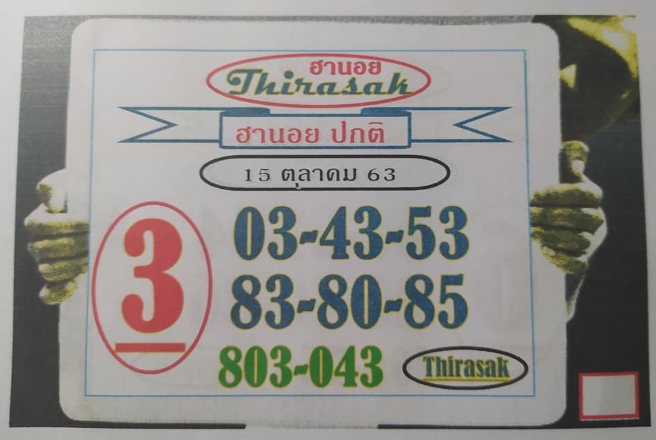 ฮานอย
Thirasak
ฮานอย ปกติ
15 ตุลาคม 63
3
03-43-53
83-80-85
803-043
Thirasak